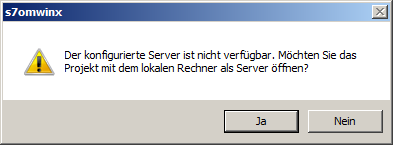 s7omwinx
Der konfigurierte Server ist nicht verfügbar. Möchten Sie das
Projekt mit dem lokalen Rechner als Server öffnen?
Ja
Nein